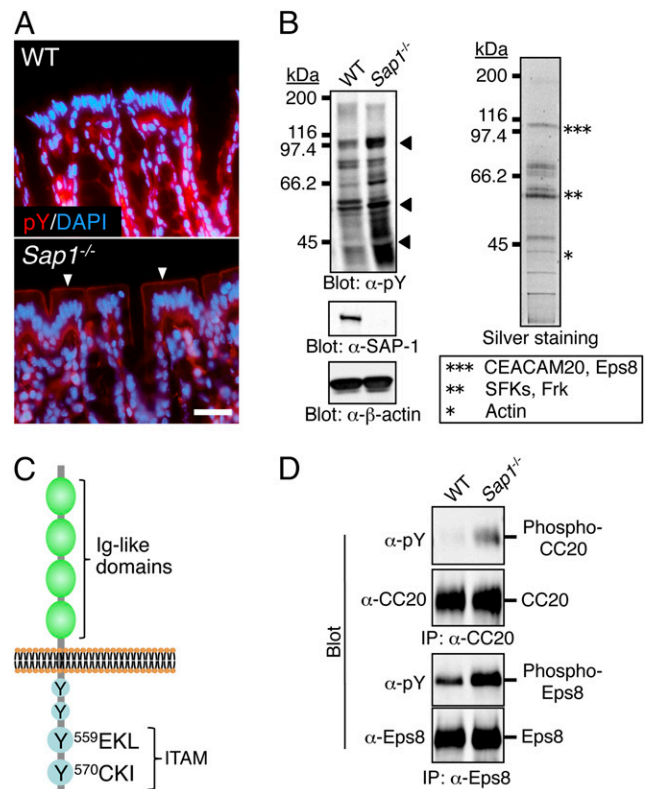 A
WT
pY/DAPI
Sap1-/-
B
kDa
WT
Sap1-/-
200
116
97.4
66.2
45
Blot: α-pY
Blot: α-SAP-1
Blot: α-β-actin
kDa
200
116
97.4
66.2
45
***
**
*
Silver staining
*** CEACAM20, Eps8
** SFKs, Frk
* Actin
C
Ig-like
domains
Y
Y
Y 559EKL
Y 570CKI
ITAM
D
WT
Sap1-/-
Blot
α-pY
Phospho-
CC20
α-CC20
CC20
IP: α-CC20
α-pY
Phospho-
Eps8
α-Eps8
Eps8
IP: α-Eps8